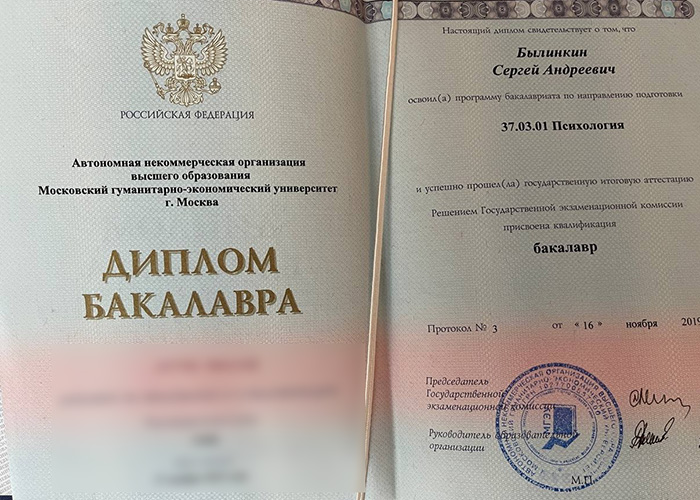 РОССИЙСКАЯ ФЕДЕРАЦИЯ
Автономная некоммерческая организация
высшего образования
Московский гуманитарно-экономический университет
г. Москва
ДИПЛОМ
БАКАЛАВРА
Настоящий диплом свидетельствует о том, что
Былинкин
Сергей Андреевич
освоил(а) программу бакалавриата по направлению подготовки
37.03.01 Психология
и успешно прошел(ла) государственную итоговую аттестацию
Решением Государственной экзаменационной комиссии
присвоена квалификация
бакалавр
Протокол № 3 от « 16 » ноября 2019
Председатель
Государственной
экзаменационной комиссии
Руководитель образовательной
организации
М.П.
МГЭУ